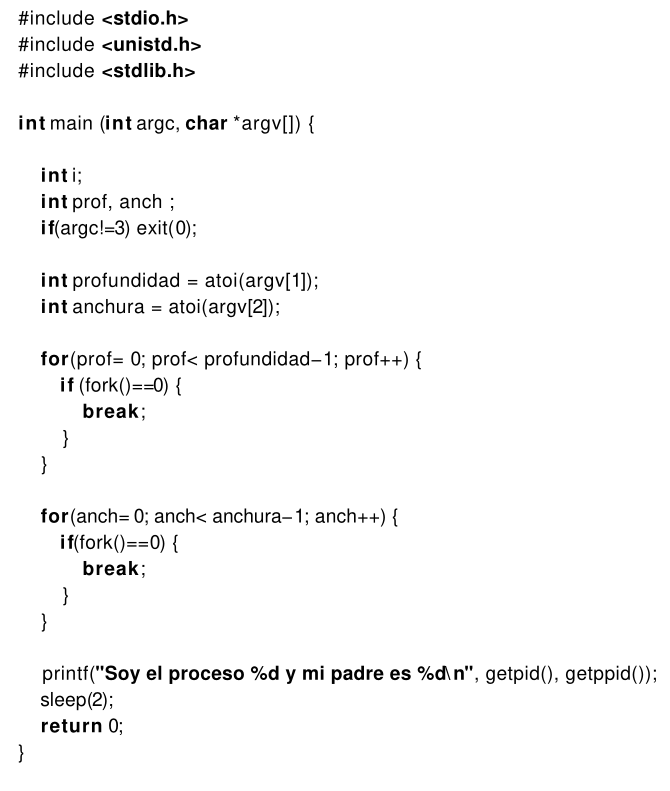 #include <stdio.h>
#include <unistd.h>
#include <stdlib.h>

int main (int argc, char *argv[]) {

    int i;
    int prof, anch ;
    if(argc!=3) exit(0);

    int profundidad = atoi(argv[1]);
    int anchura = atoi(argv[2]);

    for(prof= 0; prof< profundidad−1; prof++) {
        if (fork()==0) {
            break;
        }
    }

    for(anch= 0; anch< anchura−1; anch++) {
        if(fork()==0) {
            break;
        }
    }

    printf("Soy el proceso %d y mi padre es %d\n", getpid(), getppid());
    sleep(2);
    return 0;
}